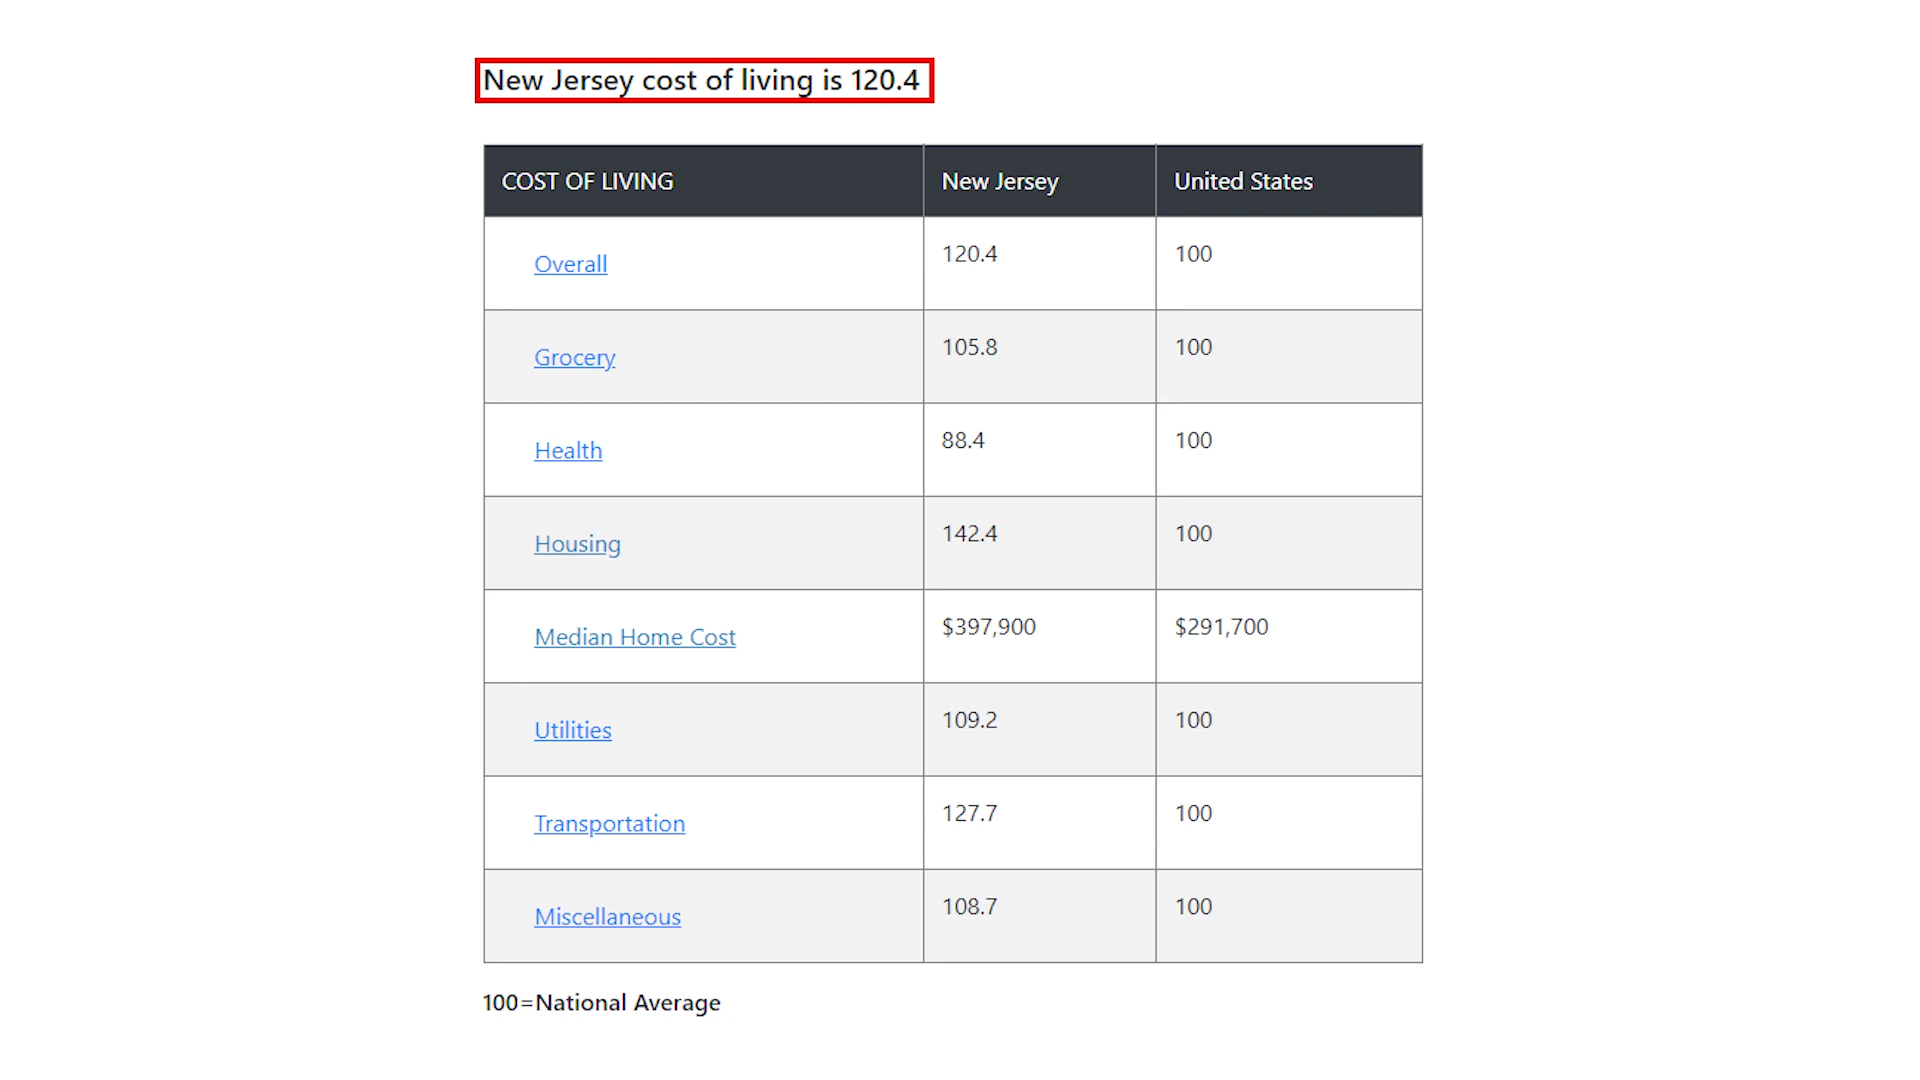 New Jersey cost of living is 120.4
COST OF LIVING New Jersey United States
Overall 120.4 100
Grocery 105.8 100
Health 88.4 100
Housing 142.4 100
Median Home Cost $397,900 $291,700
Utilities 109.2 100
Transportation 127.7 100
Miscellaneous 108.7 100
100=National Average